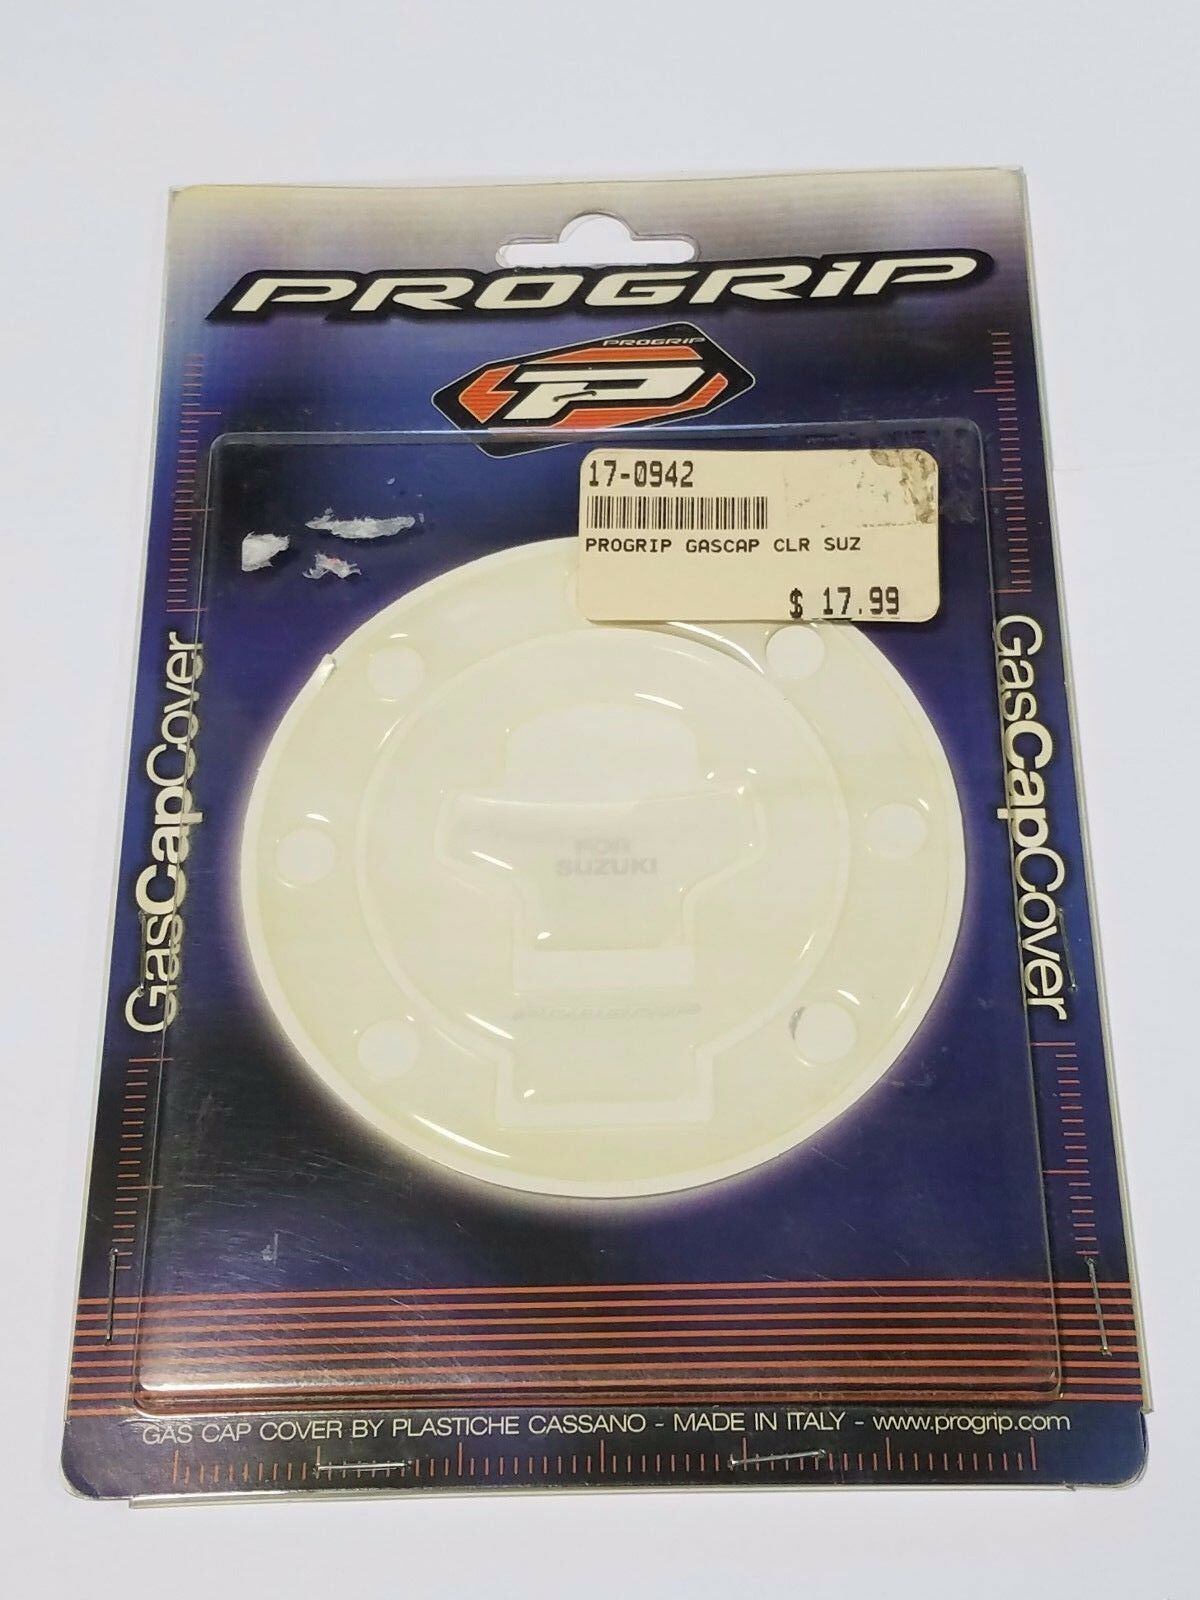 PROGRIP
PROGRIP
P
17-0942
PROGRIP GASCAP CLR SUZ
$ 17.99
GasCapCover
GasCapCover
FOR
SUZUKI
GAS CAP COVER BY PLASTICHE CASSANO - MADE IN ITALY - www.progrip.com